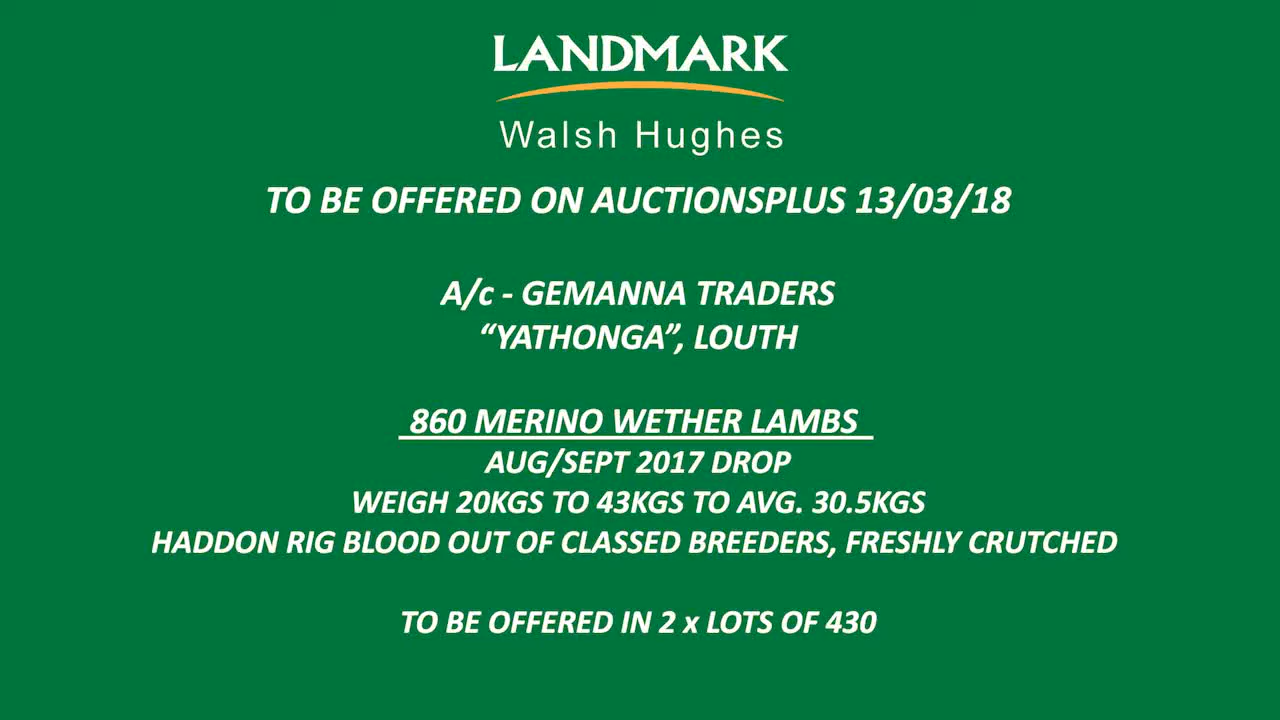 LANDMARK
Walsh Hughes
TO BE OFFERED ON AUCTIONSPLUS 13/03/18
A/c - GEMANNA TRADERS
“YATHONGA”, LOUTH
860 MERINO WETHER LAMBS
AUG/SEPT 2017 DROP
WEIGH 20KGS TO 43KGS TO AVG. 30.5KGS
HADDON RIG BLOOD OUT OF CLASSED BREEDERS, FRESHLY CRUTCHED
TO BE OFFERED IN 2 x LOTS OF 430